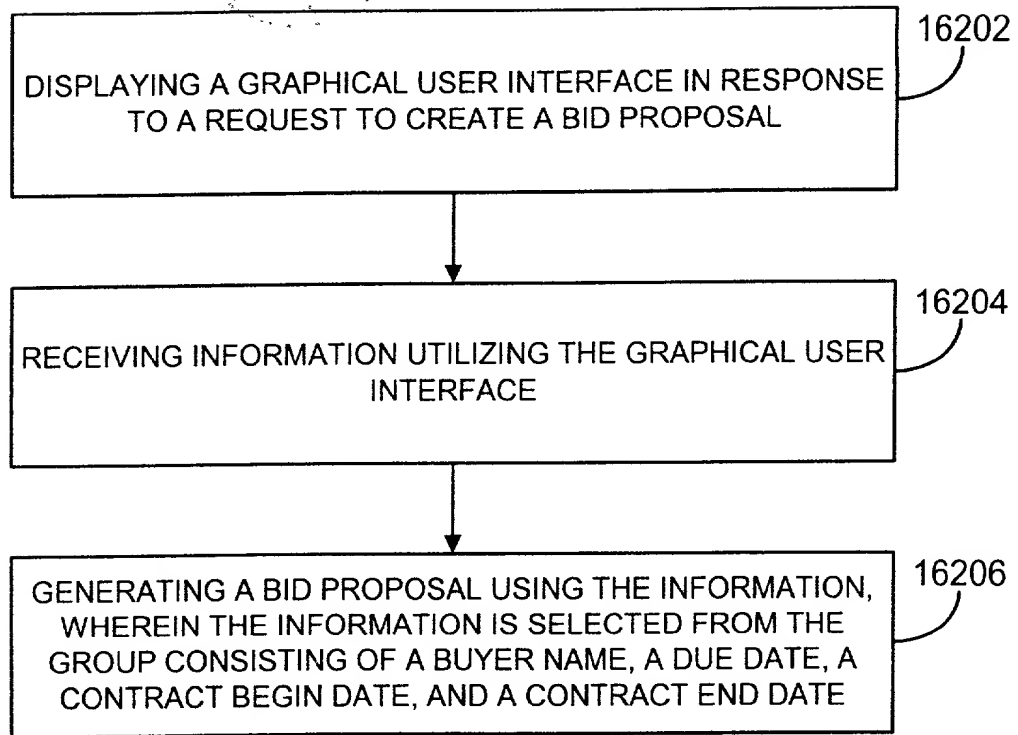 16202
DISPLAYING A GRAPHICAL USER INTERFACE IN RESPONSE
TO A REQUEST TO CREATE A BID PROPOSAL
16204
RECEIVING INFORMATION UTILIZING THE GRAPHICAL USER
INTERFACE
16206
GENERATING A BID PROPOSAL USING THE INFORMATION,
WHEREIN THE INFORMATION IS SELECTED FROM THE
GROUP CONSISTING OF A BUYER NAME, A DUE DATE, A
CONTRACT BEGIN DATE, AND A CONTRACT END DATE